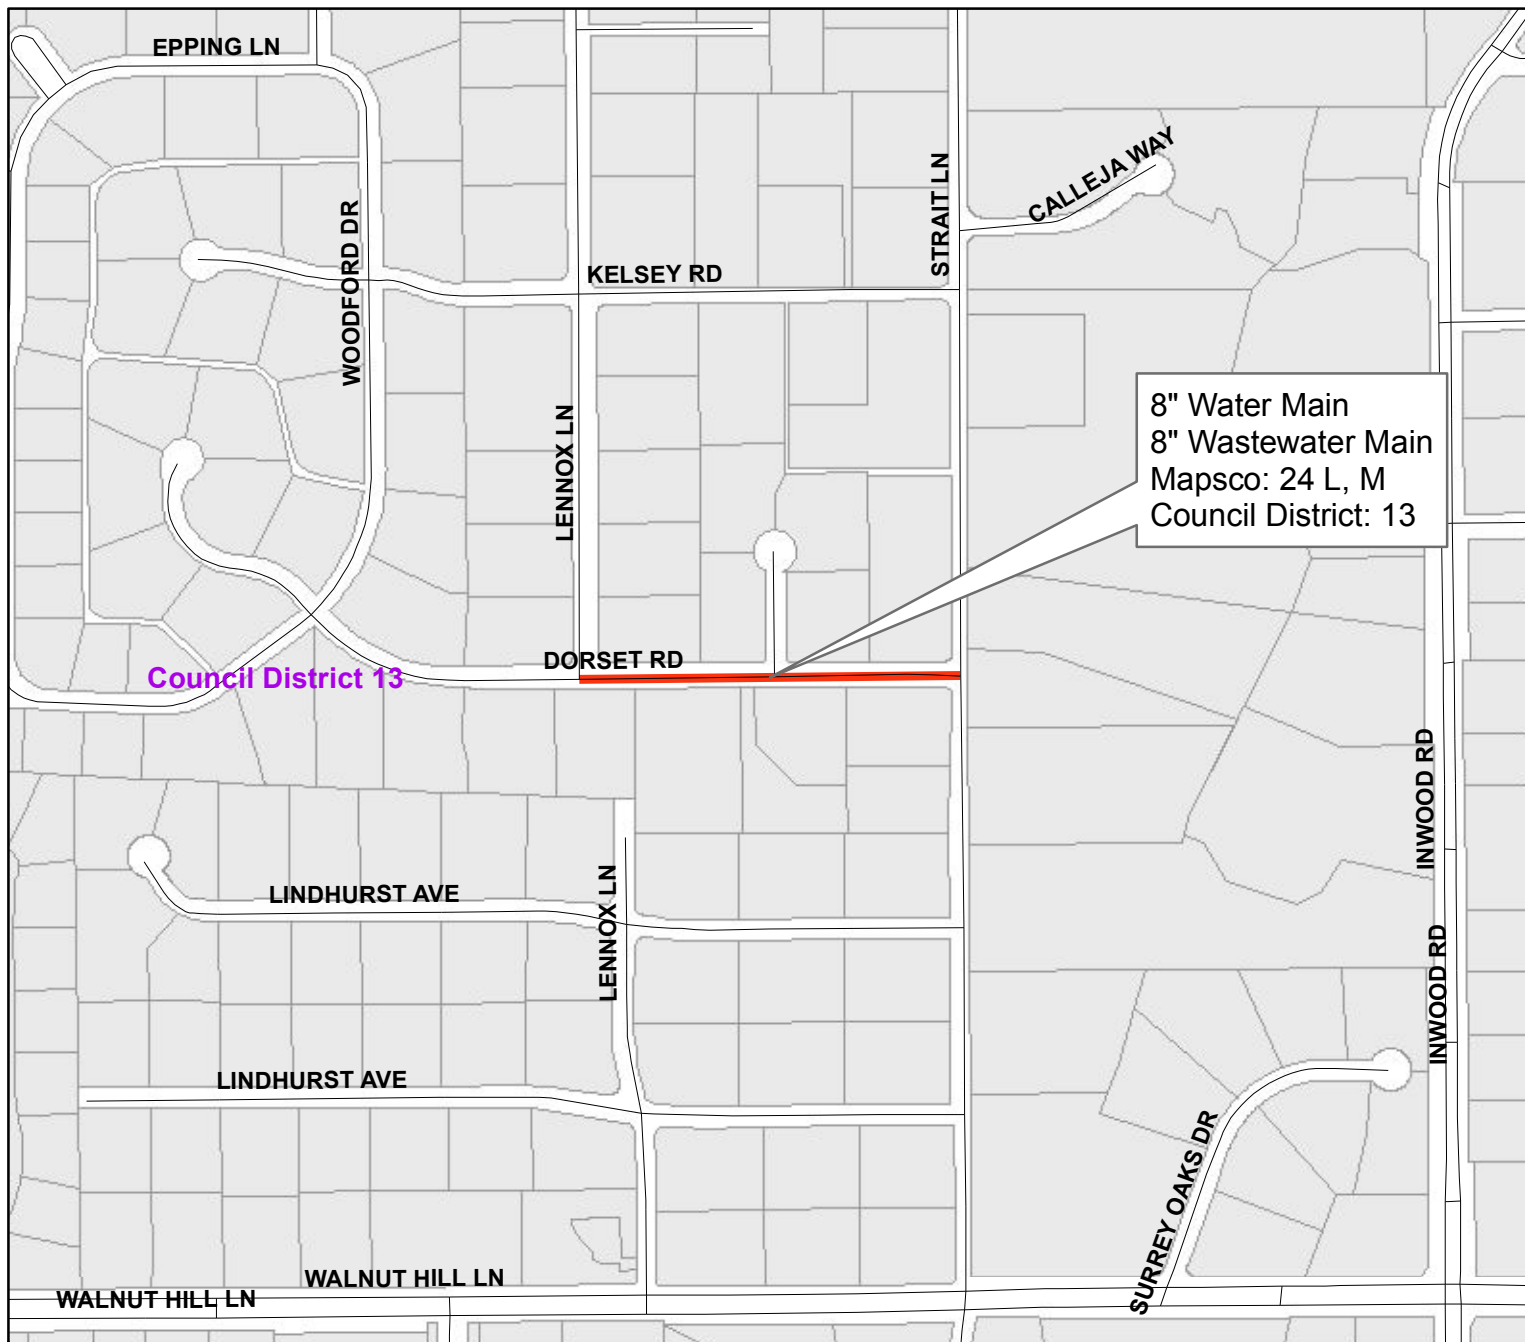 EPPING LN
WOODFORD DR
STRAIT LN
CALLEJA WAY
KELSEY RD
LENNOX LN
8" Water Main
8" Wastewater Main
Mapsco: 24 L, M
Council District: 13
DORSET RD
Council District 13
INWOOD RD
LINDHURST AVE
LENNOX LN
INWOOD RD
LINDHURST AVE
SURREY OAKS DR
WALNUT HILL LN
WALNUT HILL LN